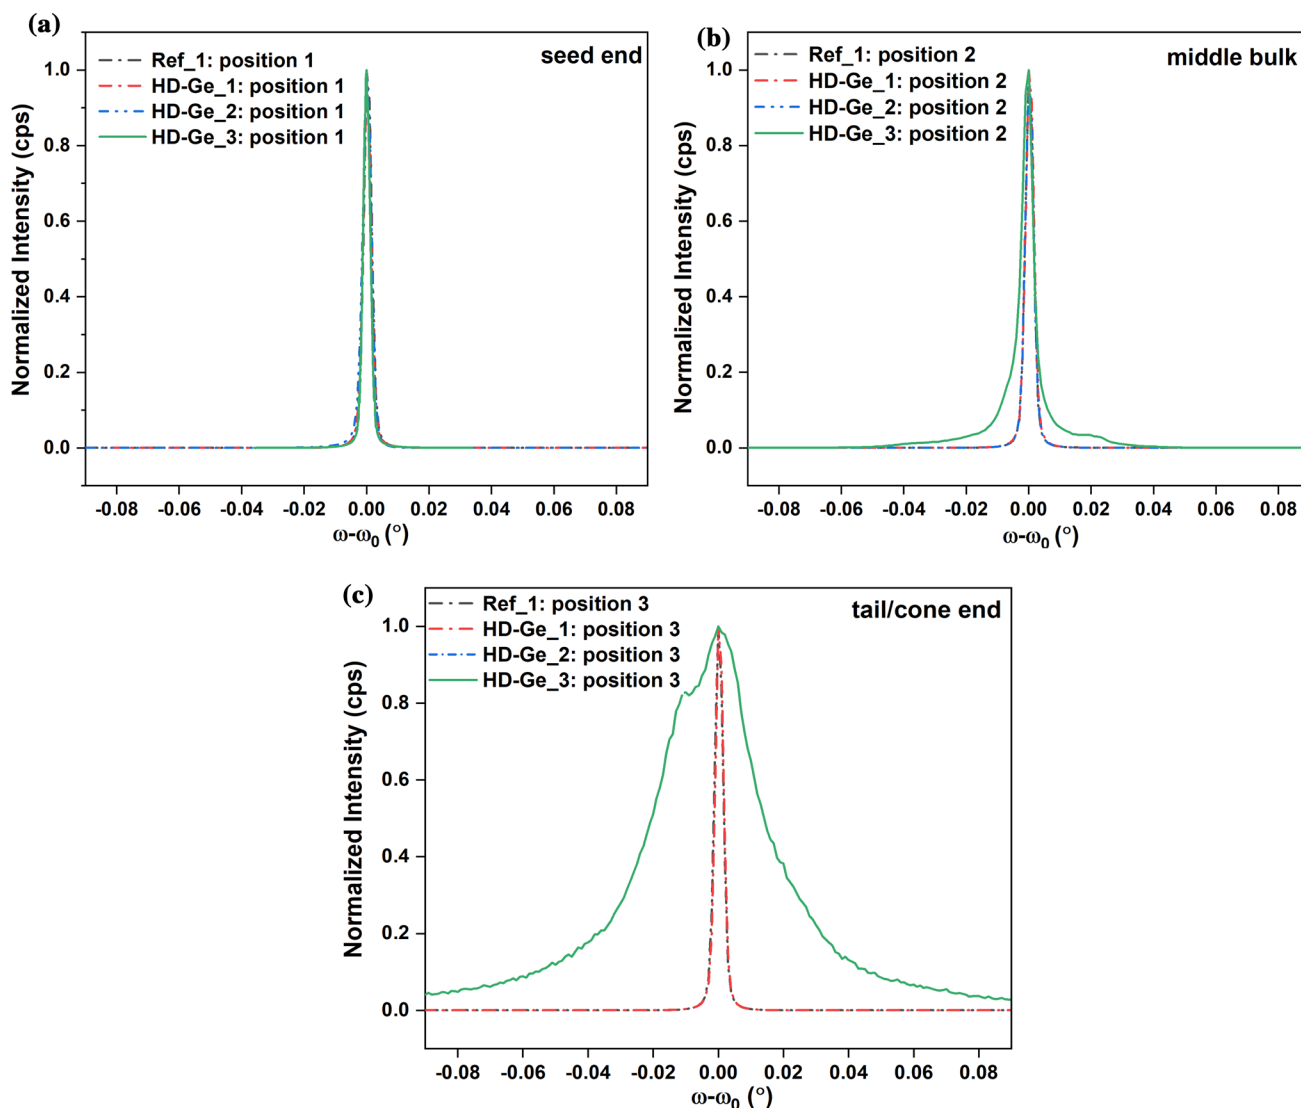 (a)
seed end
Ref_1: position 1
HD-Ge_1: position 1
HD-Ge_2: position 1
HD-Ge_3: position 1
1.0
0.8
0.6
0.4
0.2
0.0
Normalized Intensity (cps)
-0.08 -0.06 -0.04 -0.02 0.00 0.02 0.04 0.06 0.08
ω-ω0 (°)
(b)
middle bulk
Ref_1: position 2
HD-Ge_1: position 2
HD-Ge_2: position 2
HD-Ge_3: position 2
1.0
0.8
0.6
0.4
0.2
0.0
Normalized Intensity (cps)
-0.08 -0.06 -0.04 -0.02 0.00 0.02 0.04 0.06 0.08
ω-ω0 (°)
(c)
tail/cone end
Ref_1: position 3
HD-Ge_1: position 3
HD-Ge_2: position 3
HD-Ge_3: position 3
1.0
0.8
0.6
0.4
0.2
0.0
Normalized Intensity (cps)
-0.08 -0.06 -0.04 -0.02 0.00 0.02 0.04 0.06 0.08
ω-ω0 (°)